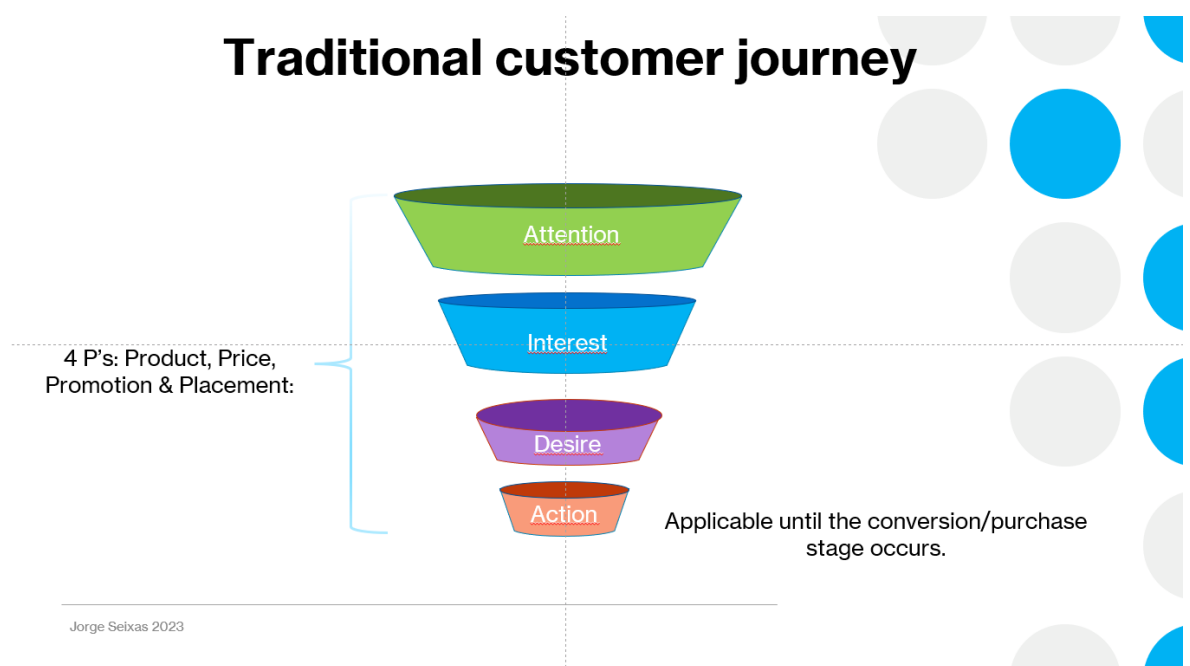 Traditional customer journey
Attention
Interest
4 P’s: Product, Price,
Promotion & Placement:
Desire
Action
Applicable until the conversion/purchase
stage occurs.
Jorge Seixas 2023